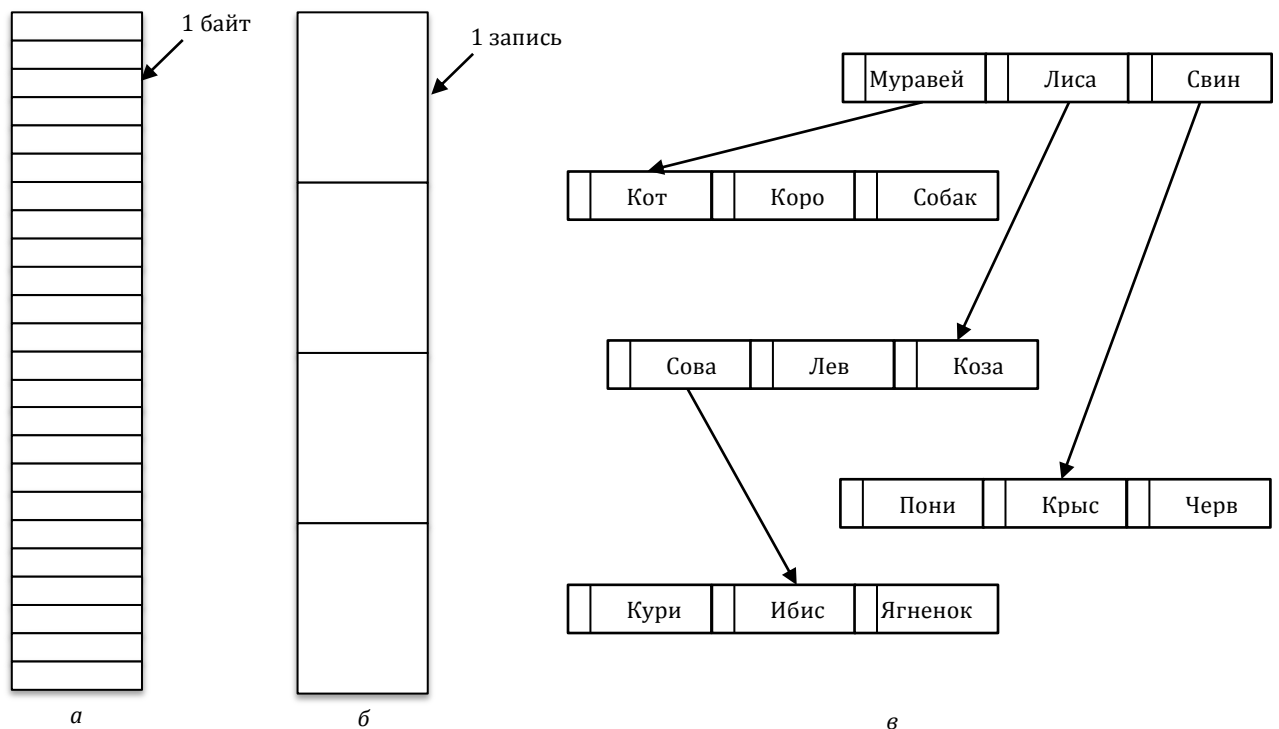 1 байт
1 запись
Муравей Лиса Свин
Кот Коро Собак
Сова Лев Коза
Пони Крыс Черв
Кури Ибис Ягненок
а б в